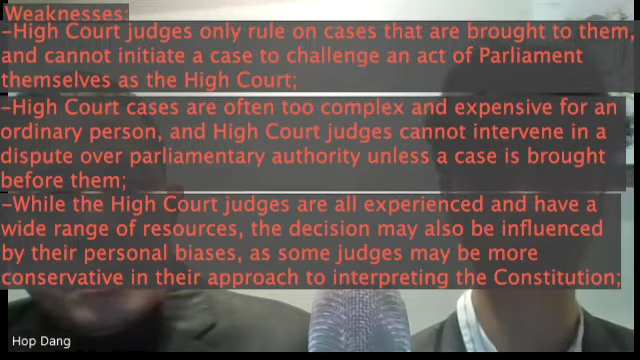 Weaknesses:
-High Court judges only rule on cases that are brought to them,
and cannot initiate a case to challenge an act of Parliament
themselves as the High Court;
-High Court cases are often too complex and expensive for an
ordinary person, and High Court judges cannot intervene in a
dispute over parliamentary authority unless a case is brought
before them;
-While the High Court judges are all experienced and have a
wide range of resources, the decision may also be influenced
by their personal biases, as some judges may be more
conservative in their approach to interpreting the Constitution;
Hop Dang